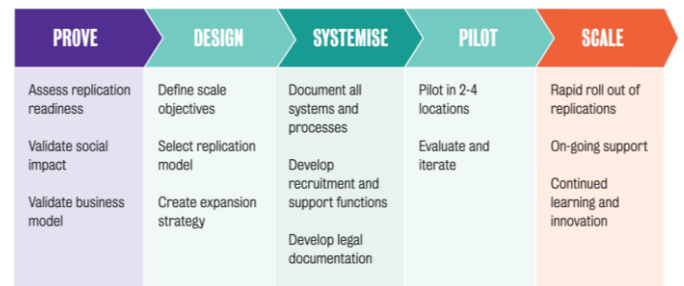 PROVE
DESIGN
SYSTEMISE
PILOT
SCALE
Assess replication
readiness
Validate social
impact
Validate business
model
Define scale
objectives
Select replication
model
Create expansion
strategy
Document all
systems and
processes
Develop
recruitment and
support functions
Develop legal
documentation
Pilot in 2-4
locations
Evaluate and
iterate
Rapid roll out of
replications
On-going support
Continued
learning and
innovation